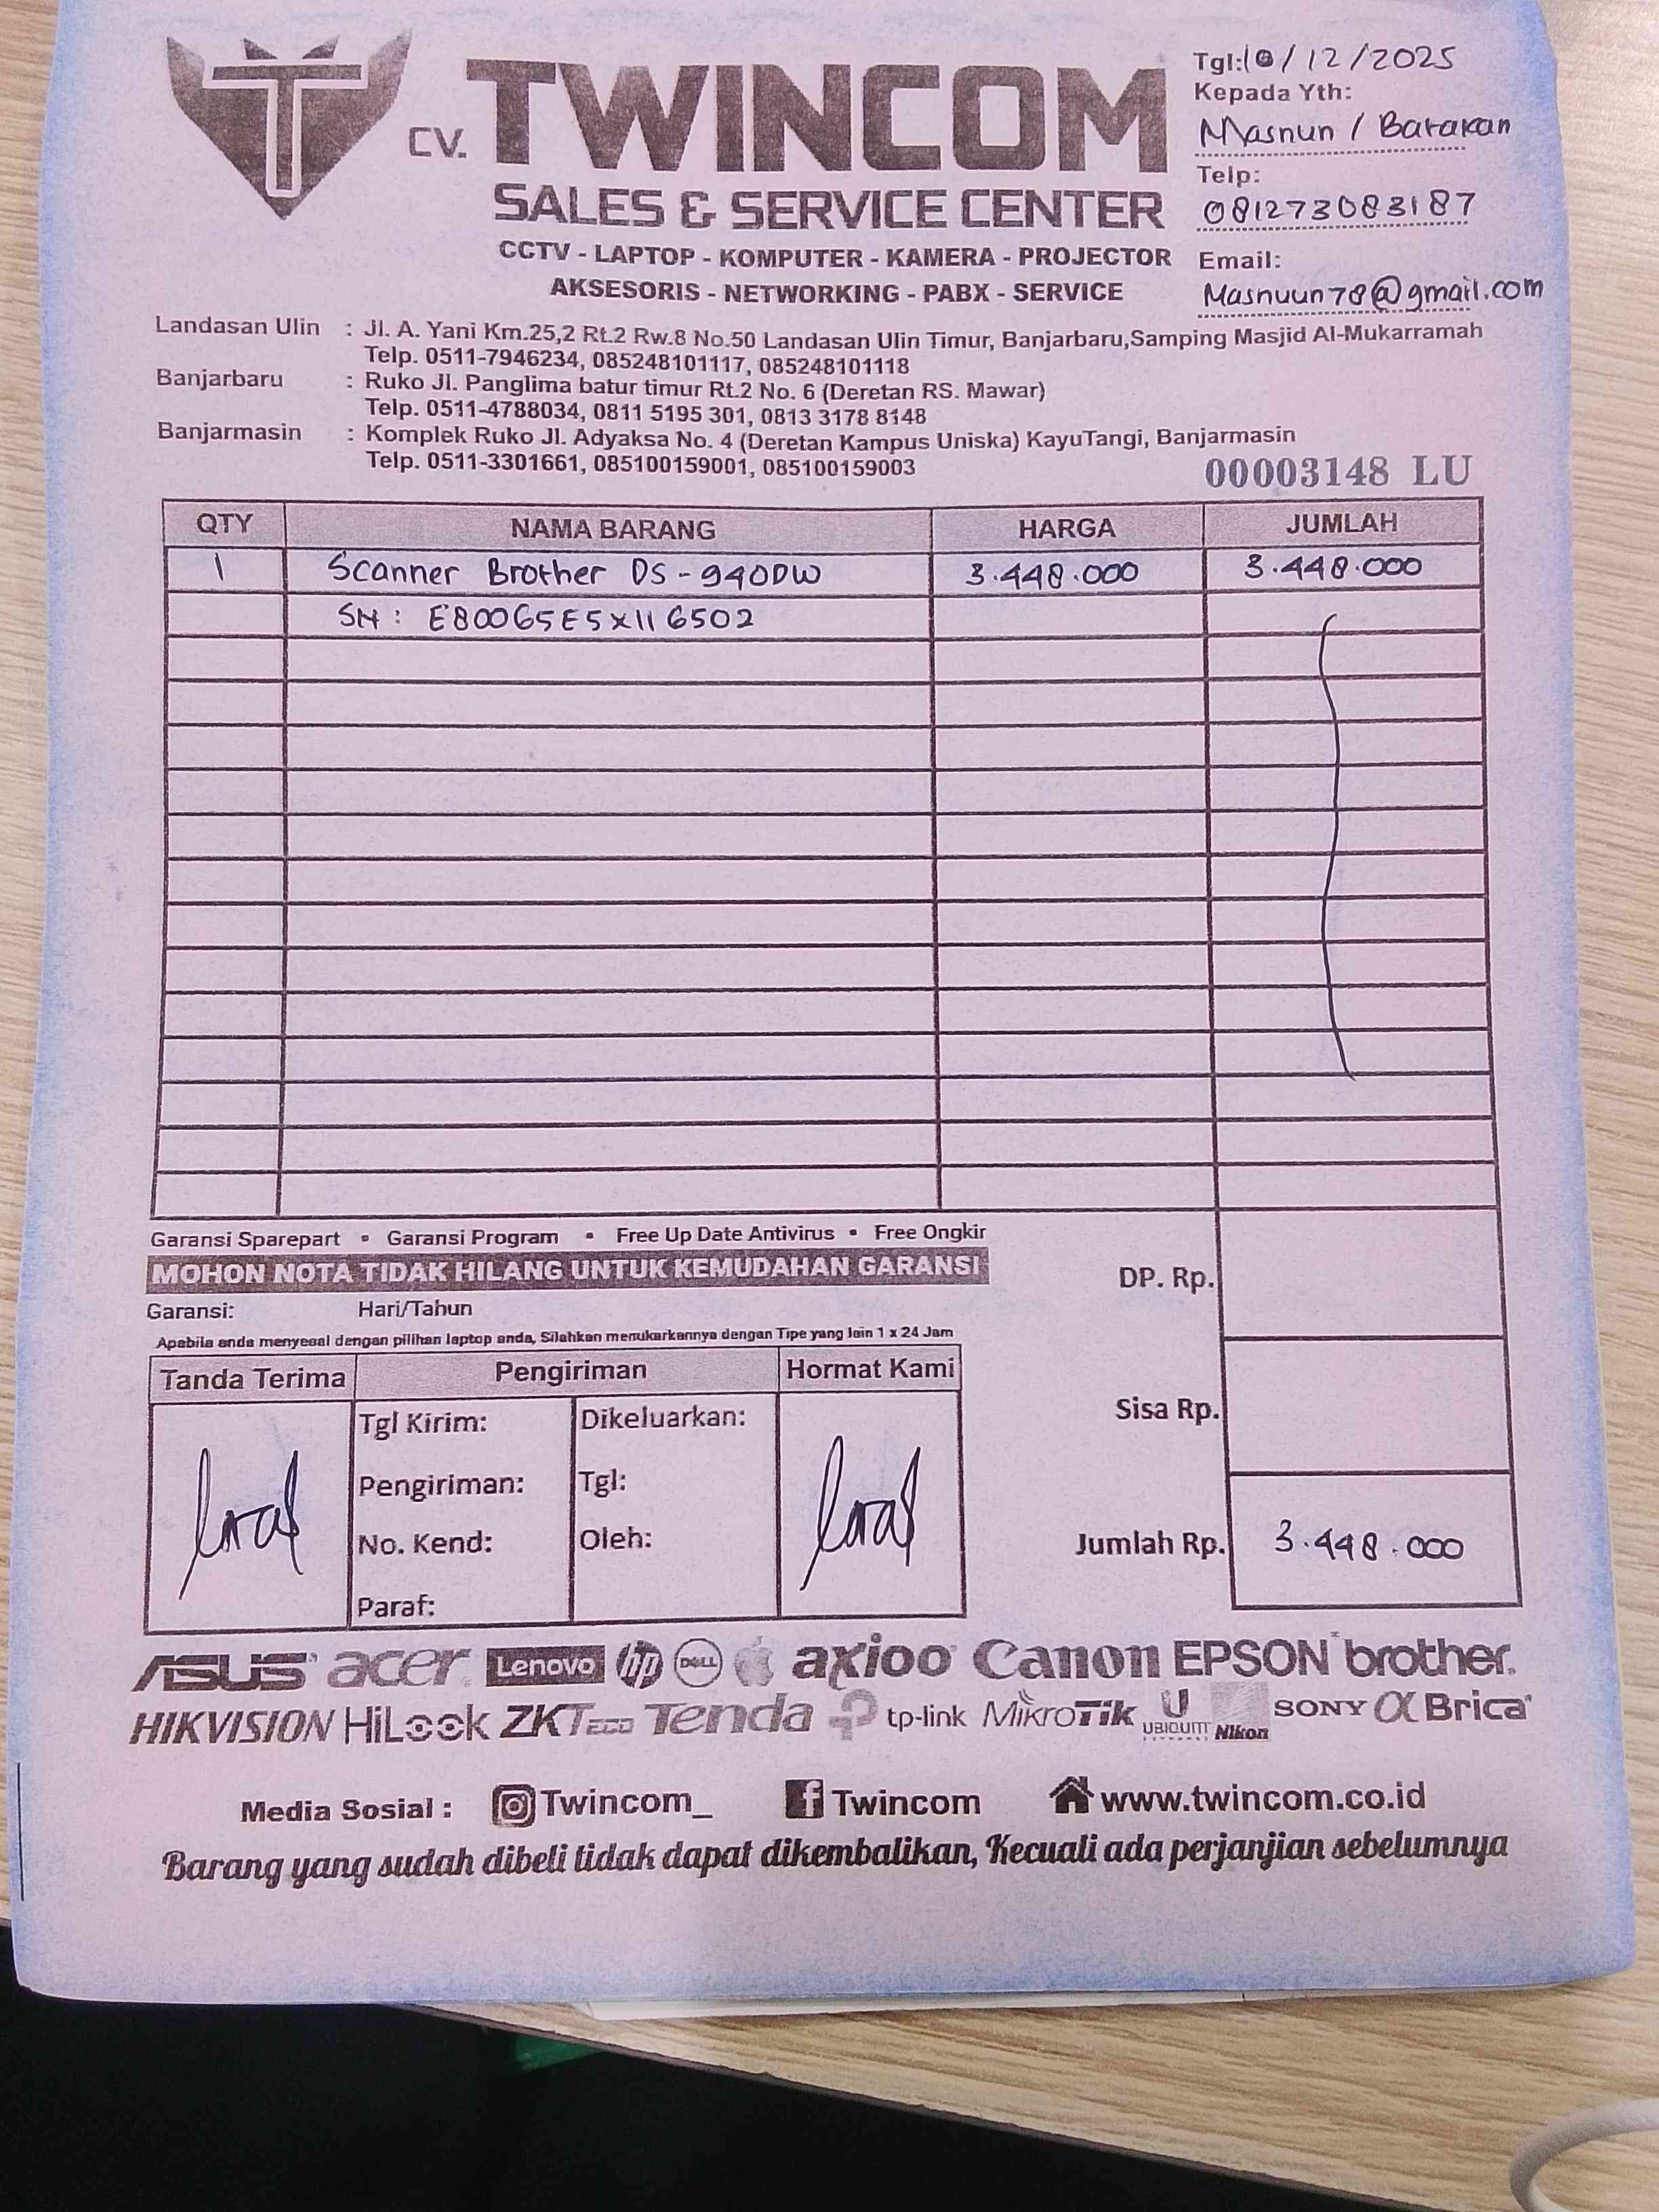 CV. TWINCOM
SALES & SERVICE CENTER
CCTV - LAPTOP - KOMPUTER - KAMERA - PROJECTOR
AKSESORIS - NETWORKING - PABX - SERVICE
Tgl: /12/2025
Kepada Yth:
Masnun / Barakan
Telp:
081273083187
Email:
Masnuun78@gmail.com
Landasan Ulin : Jl. A. Yani Km.25,2 Rt.2 Rw.8 No.50 Landasan Ulin Timur, Banjarbaru,Samping Masjid Al-Mukarramah
Telp. 0511-7946234, 085248101117, 085248101118
Banjarbaru : Ruko Jl. Panglima batur timur Rt.2 No. 6 (Deretan RS. Mawar)
Telp. 0511-4788034, 0811 5195 301, 0813 3178 8148
Banjarmasin : Komplek Ruko Jl. Adyaksa No. 4 (Deretan Kampus Uniska) KayuTangi, Banjarmasin
Telp. 0511-3301661, 085100159001, 085100159003
00003148 LU
QTY NAMA BARANG HARGA JUMLAH
1 Scanner Brother DS-940DW 3.448.000 3.448.000
SN: E80065E5X116502
Garansi Sparepart • Garansi Program • Free Up Date Antivirus • Free Ongkir
MOHON NOTA TIDAK HILANG UNTUK KEMUDAHAN GARANSI
Garansi: Hari/Tahun
Apabila anda menyesal dengan pilihan laptop anda, Silahkan menukarkannya dengan Tipe yang lain 1 x 24 Jam
DP. Rp.
Sisa Rp.
Jumlah Rp. 3.448.000
Tanda Terima Pengiriman Hormat Kami
Tgl Kirim: Dikeluarkan:
Pengiriman: Tgl:
No. Kend: Oleh:
Paraf:
ASUS acer Lenovo hp DELL axioo Canon EPSON brother.
HIKVISION HiLook ZKTeco Tenda tp-link MikroTik U UBIQUITI Nikon SONY α Brica
Media Sosial : Twincom_ Twincom www.twincom.co.id
Barang yang sudah dibeli tidak dapat dikembalikan, Kecuali ada perjanjian sebelumnya